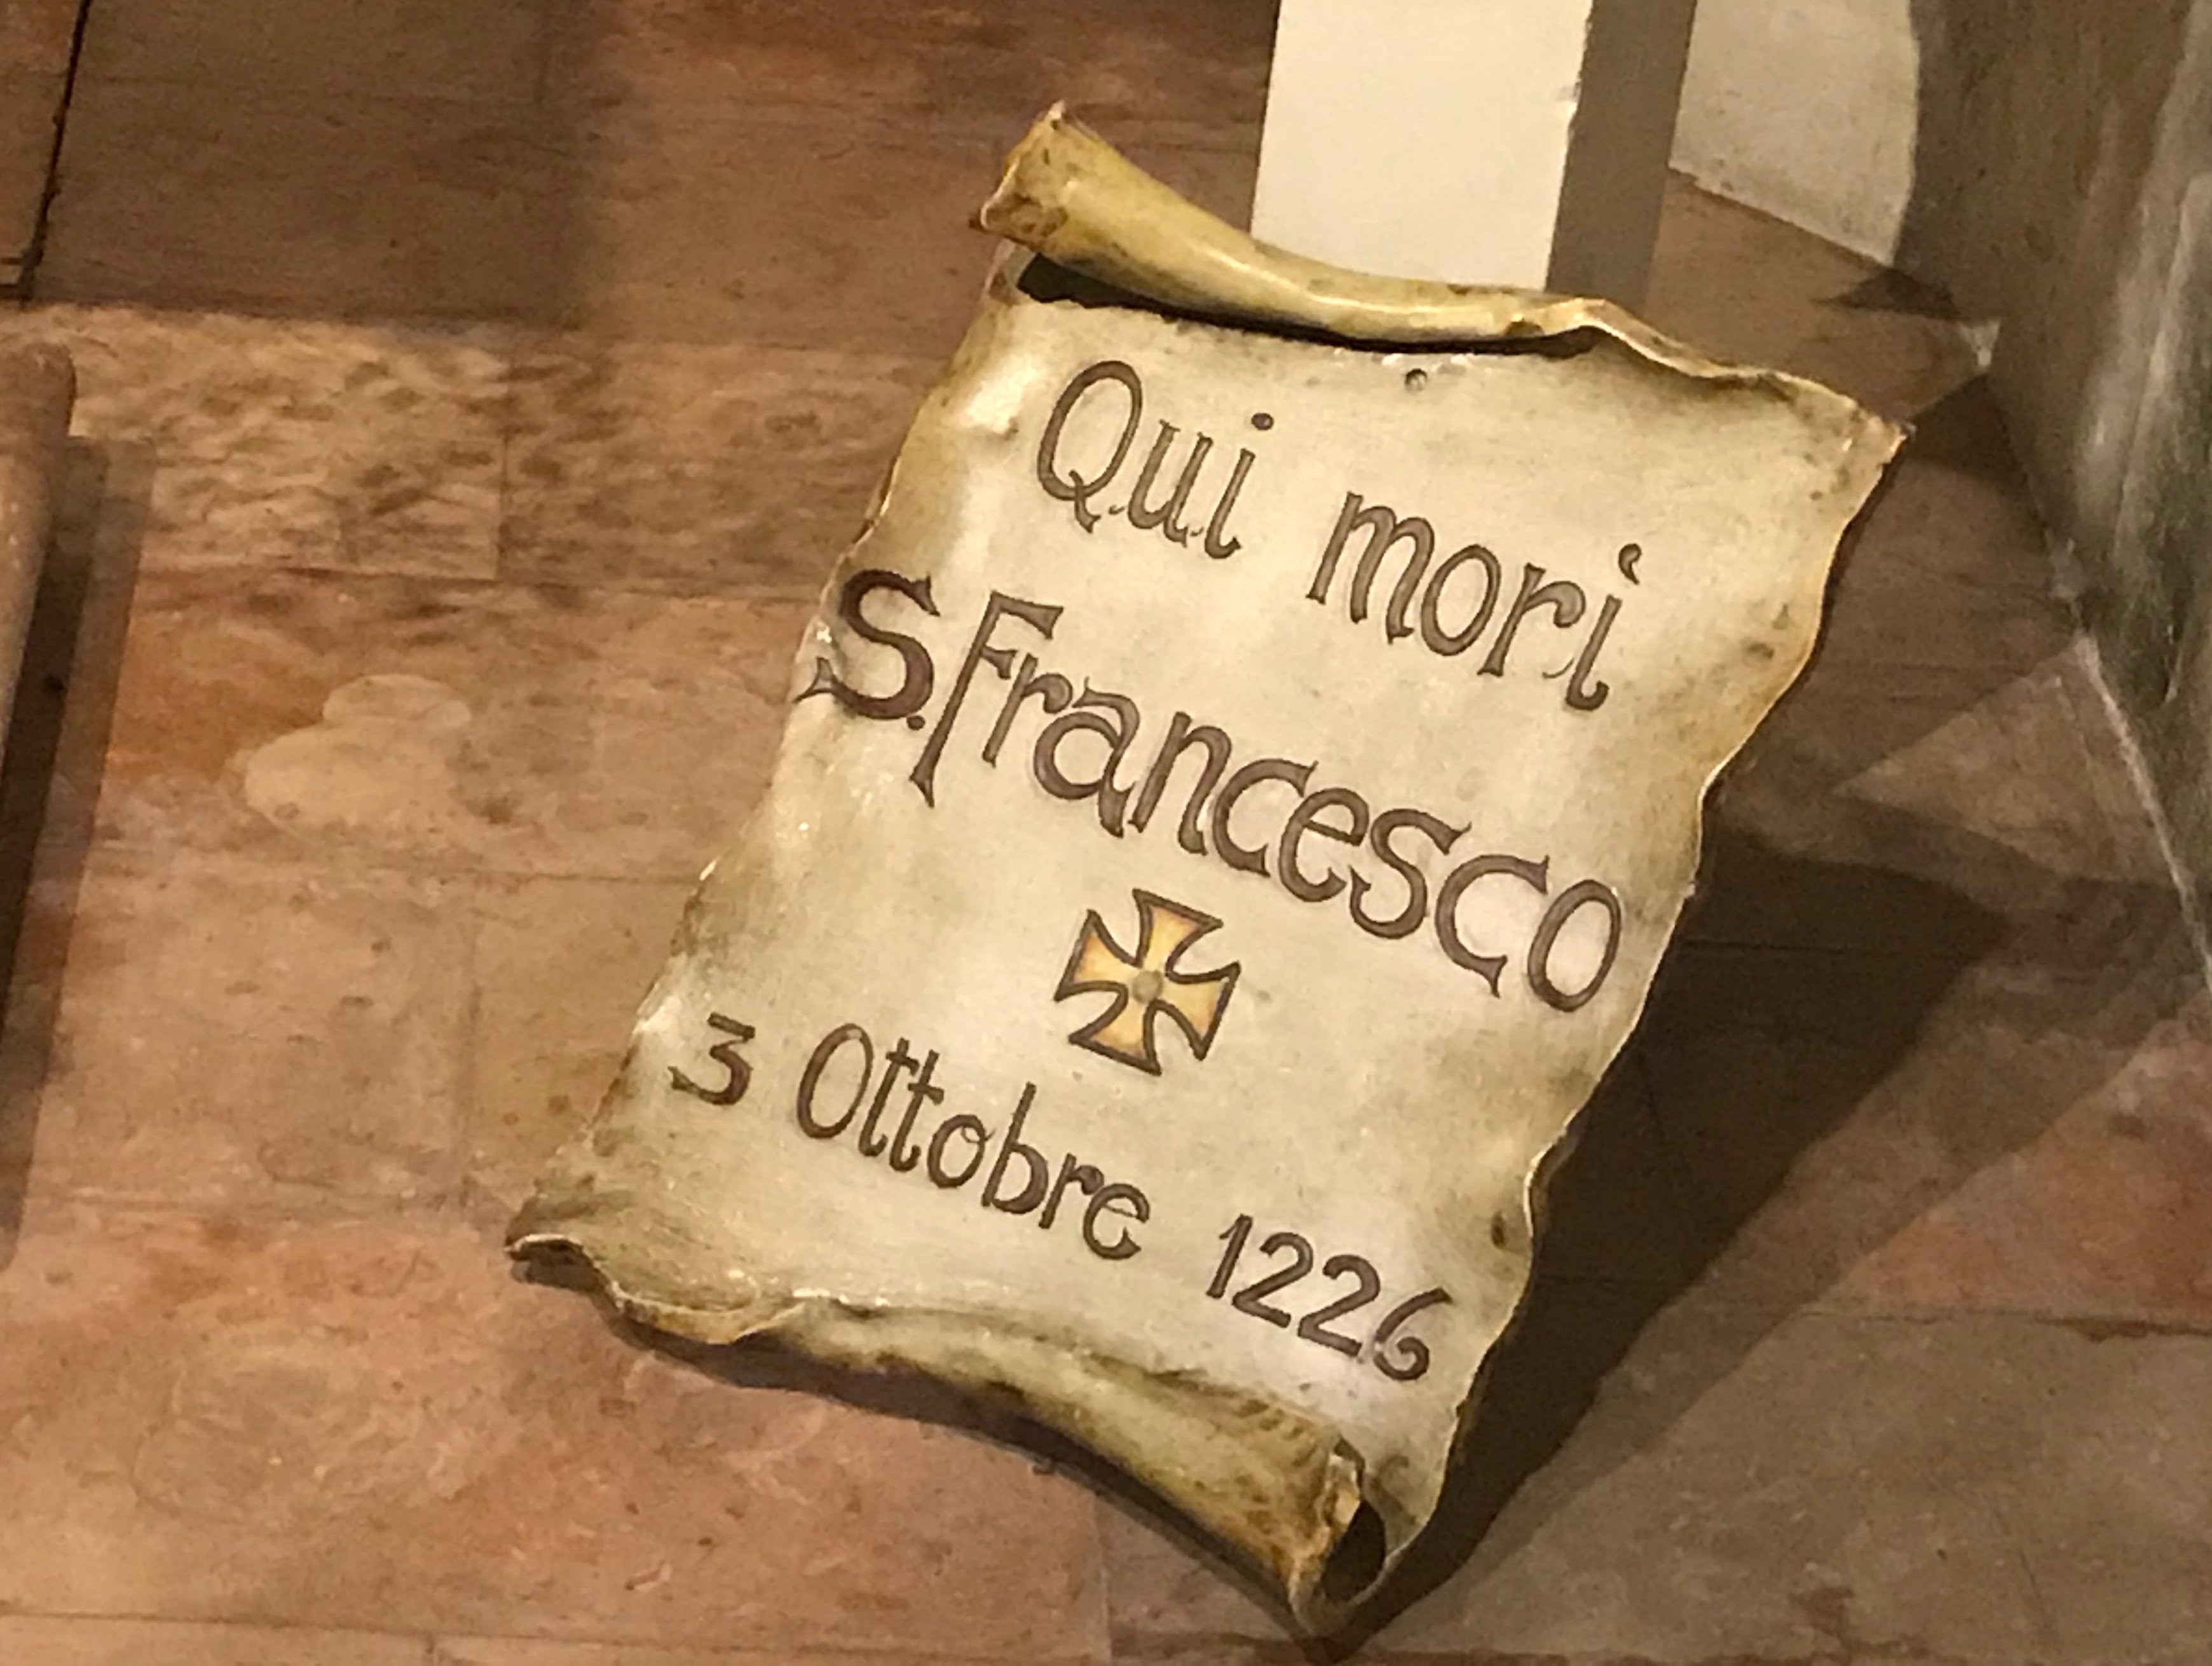 Qui morì
S. Francesco
3 Ottobre 1226